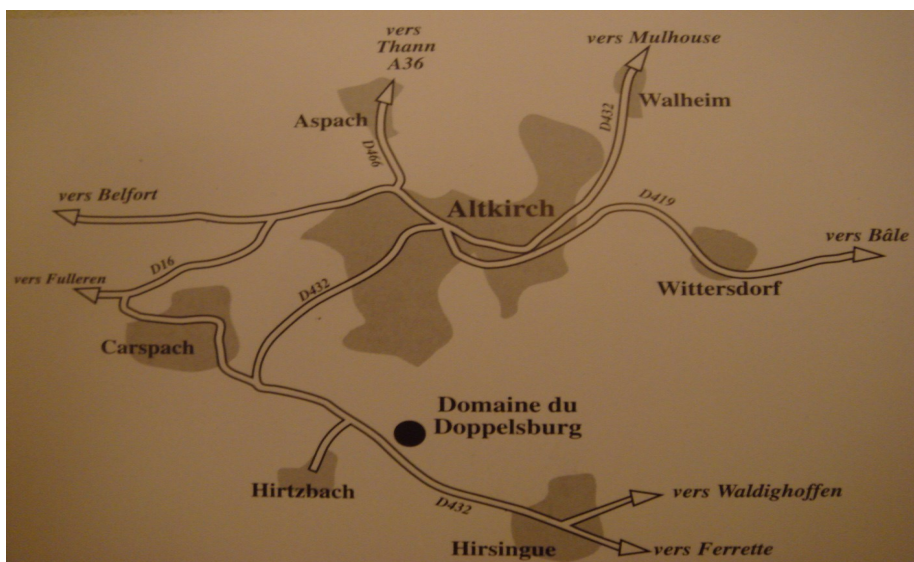 vers
Thann
A36
vers Mulhouse
Walheim
Aspach
D432
D466
vers Belfort
Altkirch
D419
vers Bâle
D16
vers Fulleren
D432
Wittersdorf
Carspach
Domaine du
Doppelsburg
Hirtzbach
D432
vers Waldighoffen
Hirsingue
vers Ferrette